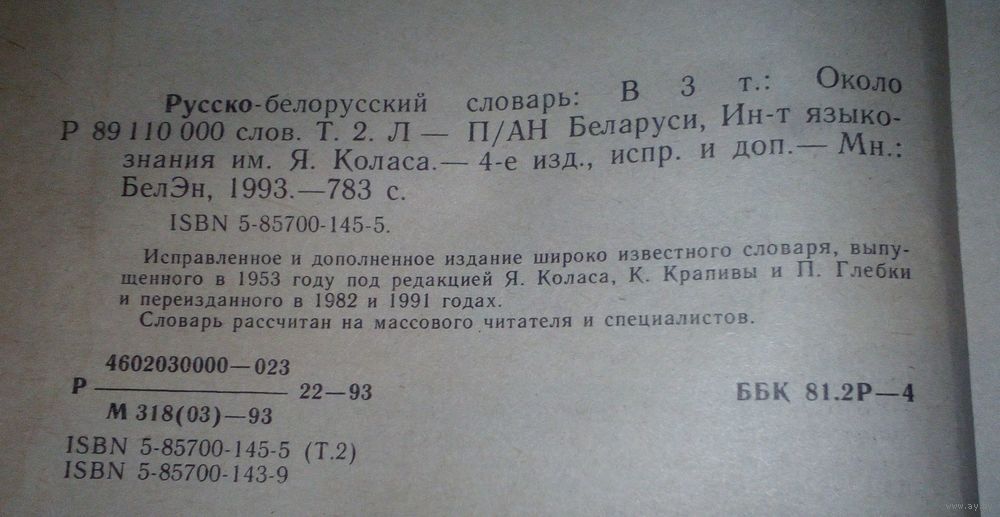 Русско-белорусский словарь: В 3 т.: Около
Р 89 110 000 слов. Т. 2. Л — П/АН Беларуси, Ин-т языко-
знания им. Я. Коласа.— 4-е изд., испр. и доп.— Мн.:
БелЭн, 1993.—783 с.
ISBN 5-85700-145-5.
Исправленное и дополненное издание широко известного словаря, выпу-
щенного в 1953 году под редакцией Я. Коласа, К. Крапивы и П. Глебки
и переизданного в 1982 и 1991 годах.
Словарь рассчитан на массового читателя и специалистов.
4602030000—023
Р 22—93
М 318(03)—93
ББК 81.2Р—4
ISBN 5-85700-145-5 (Т.2)
ISBN 5-85700-143-9